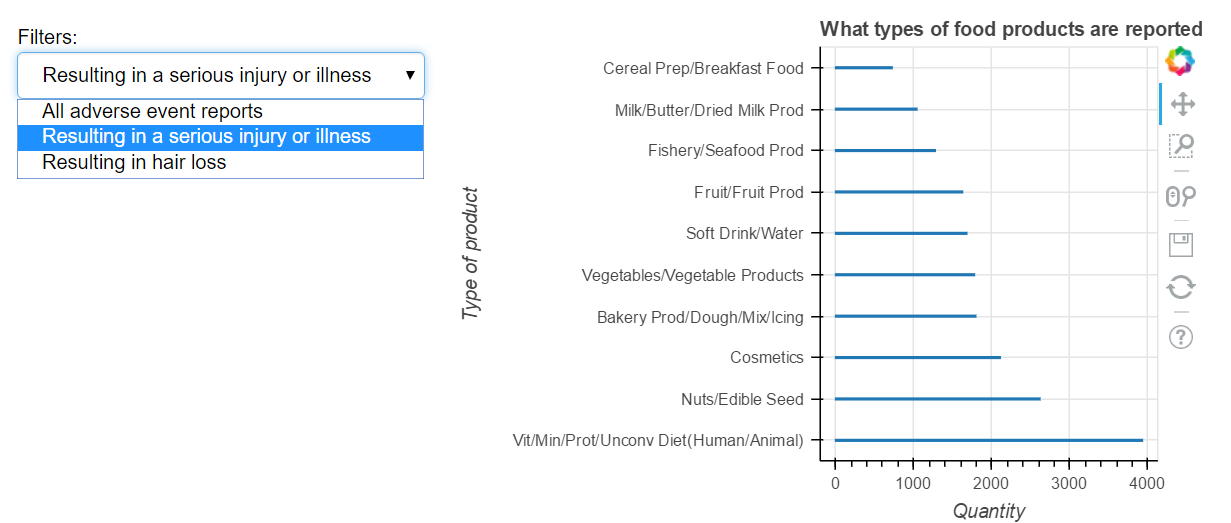 Filters:
Resulting in a serious injury or illness
All adverse event reports
Resulting in a serious injury or illness
Resulting in hair loss
What types of food products are reported
Type of product
Cereal Prep/Breakfast Food
Milk/Butter/Dried Milk Prod
Fishery/Seafood Prod
Fruit/Fruit Prod
Soft Drink/Water
Vegetables/Vegetable Products
Bakery Prod/Dough/Mix/Icing
Cosmetics
Nuts/Edible Seed
Vit/Min/Prot/Unconv Diet(Human/Animal)
0 1000 2000 3000 4000
Quantity